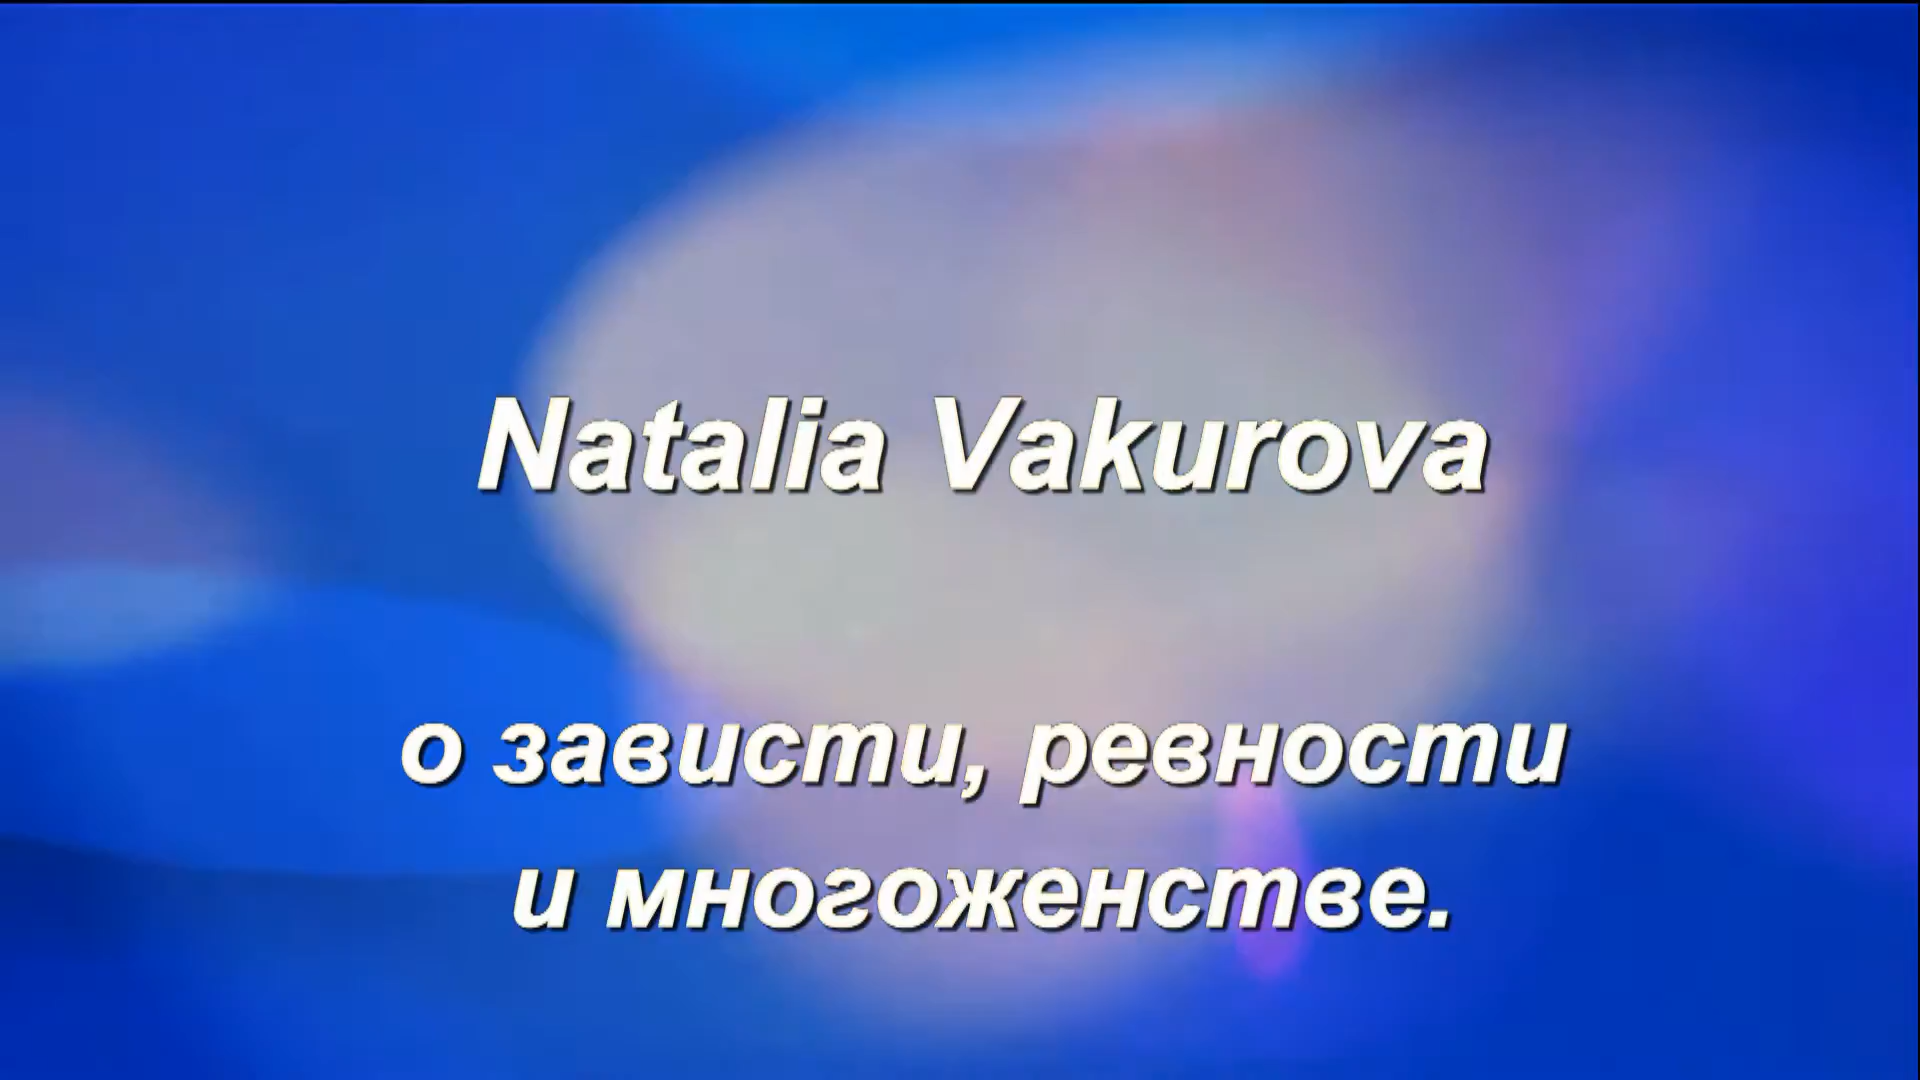 Natalia Vakurova
о зависти, ревности
и многоженстве.